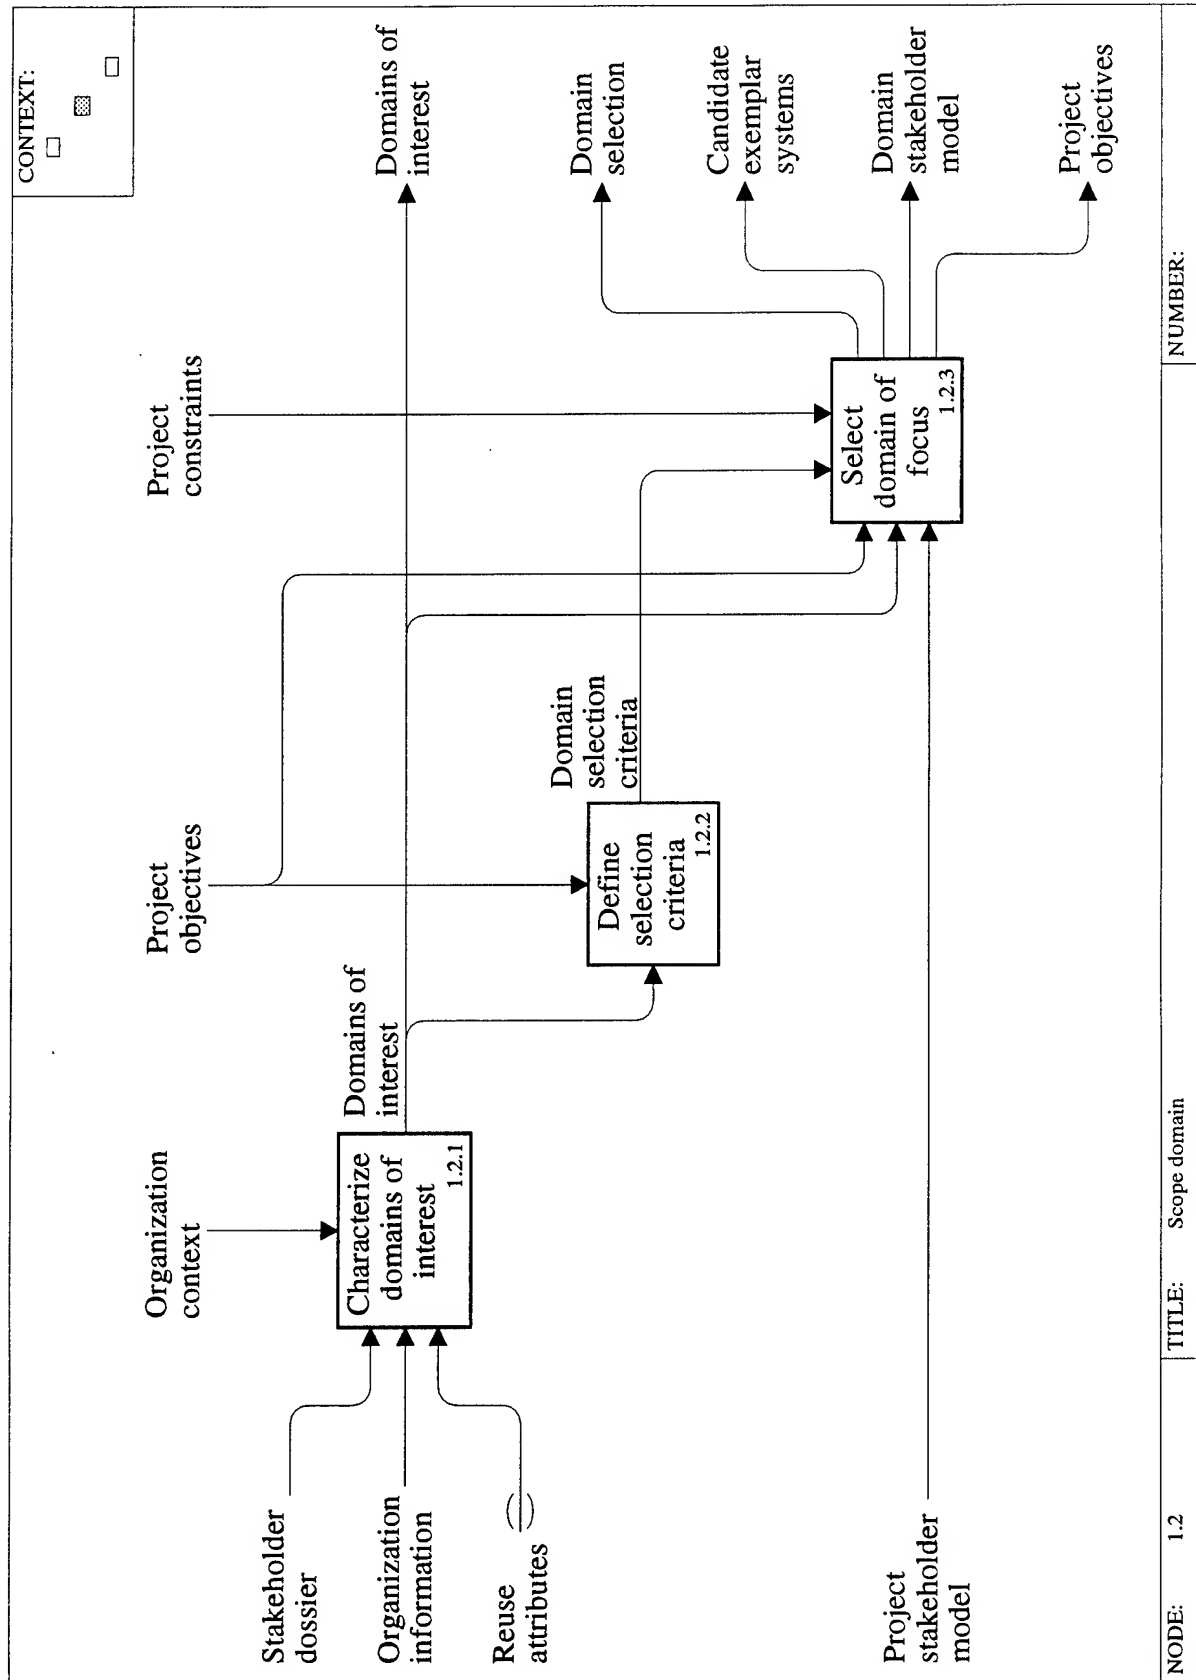 CONTEXT:
Organization
context
Project
objectives
Project
constraints
Stakeholder
dossier
Organization
information
Reuse
attributes
Characterize
domains of
interest
1.2.1
Domains of
interest
Domains of
interest
Define
selection
criteria
1.2.2
Domain
selection
criteria
Domain
selection
Candidate
exemplar
systems
Project
stakeholder
model
Select
domain of
focus
1.2.3
Domain
stakeholder
model
Project
objectives
NODE: 1.2
TITLE: Scope domain
NUMBER: